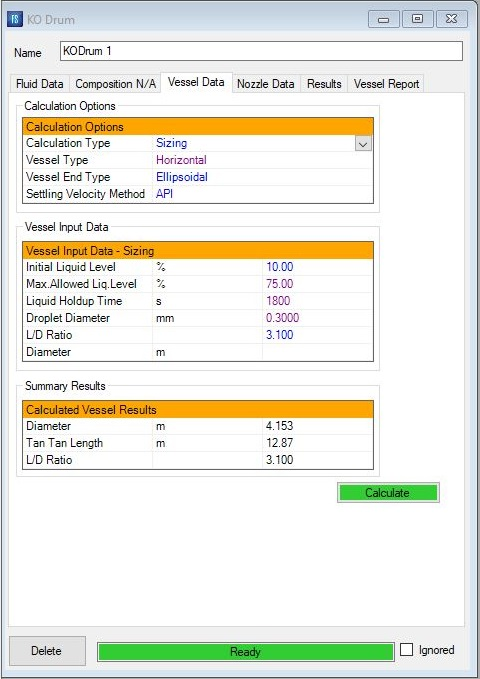 FS KO Drum
Name KODrum 1
Fluid Data Composition N/A Vessel Data Nozzle Data Results Vessel Report
Calculation Options
Calculation Options
Calculation Type Sizing
Vessel Type Horizontal
Vessel End Type Ellipsoidal
Settling Velocity Method API
Vessel Input Data
Vessel Input Data - Sizing
Initial Liquid Level % 10.00
Max.Allowed Liq.Level % 75.00
Liquid Holdup Time s 1800
Droplet Diameter mm 0.3000
L/D Ratio 3.100
Diameter m
Summary Results
Calculated Vessel Results
Diameter m 4.153
Tan Tan Length m 12.87
L/D Ratio 3.100
Calculate
Delete Ready Ignored